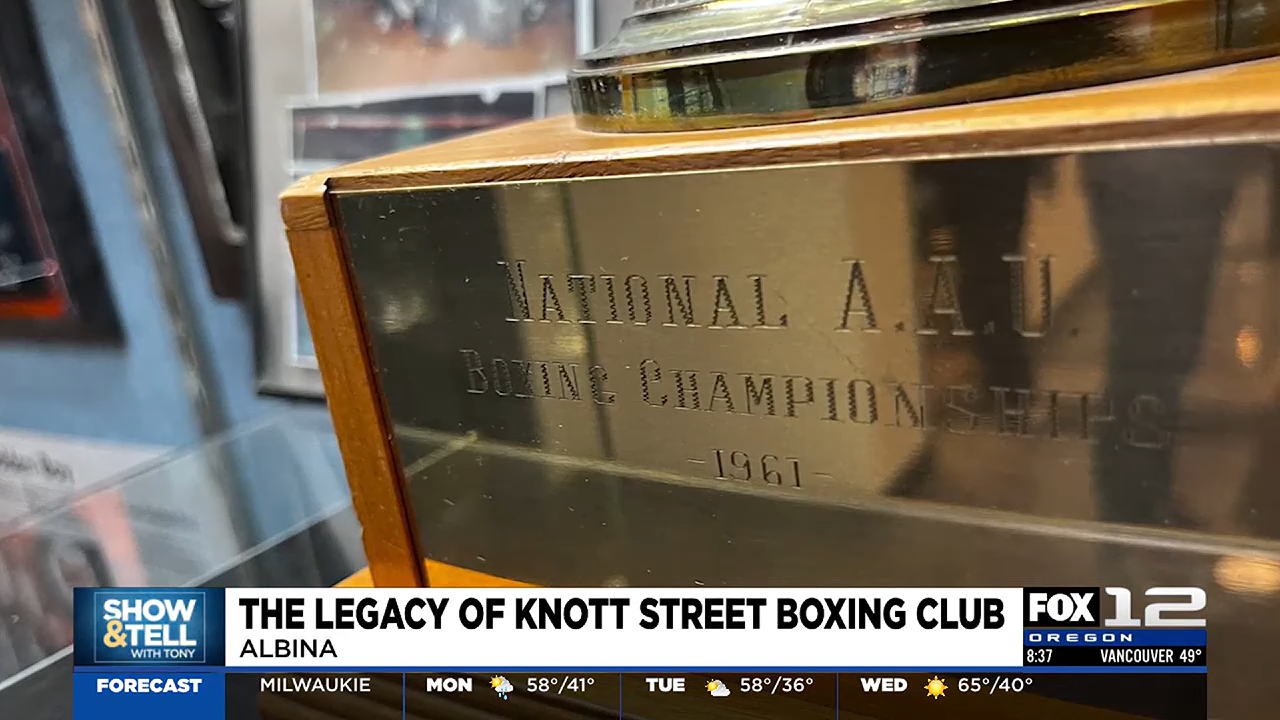 NATIONAL A.A.U.
BOXING CHAMPIONSHIPS
-1961-
SHOW
&TELL
WITH TONY
THE LEGACY OF KNOTT STREET BOXING CLUB
ALBINA
FOX 12
OREGON
8:37 VANCOUVER 49°
FORECAST MILWAUKIE MON 58°/41° TUE 58°/36° WED 65°/40°